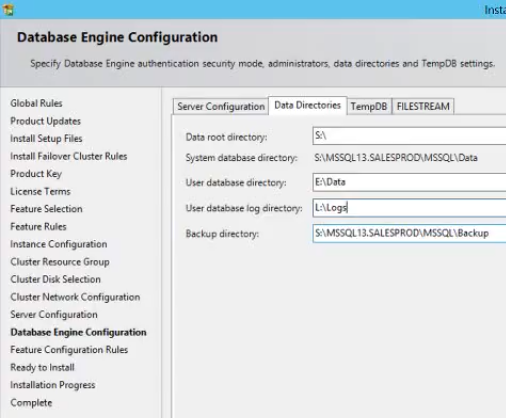 Insta
Database Engine Configuration
Specify Database Engine authentication security mode, administrators, data directories and TempDB settings.
Global Rules
Product Updates
Install Setup Files
Install Failover Cluster Rules
Product Key
License Terms
Feature Selection
Feature Rules
Instance Configuration
Cluster Resource Group
Cluster Disk Selection
Cluster Network Configuration
Server Configuration
Database Engine Configuration
Feature Configuration Rules
Ready to Install
Installation Progress
Complete
Server Configuration Data Directories TempDB FILESTREAM
Data root directory: S:\
System database directory: S:\MSSQL13.SALESPROD\MSSQL\Data
User database directory: E:\Data
User database log directory: L:\Logs
Backup directory: S:\MSSQL13.SALESPROD\MSSQL\Backup